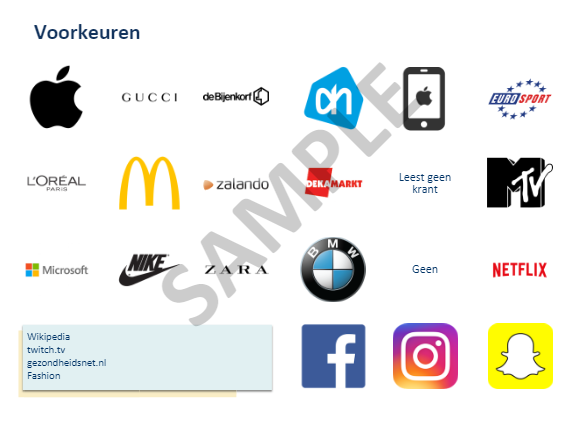 Voorkeuren
GUCCI
deBijenkorf
ah
EUROSPORT
L'ORÉAL
PARIS
zalando
DEKAMARKT
Leest geen
krant
MTV
Microsoft
NIKE
ZARA
BMW
Geen
NETFLIX
Wikipedia
twitch.tv
gezondheidsnet.nl
Fashion
f
SAMPLE